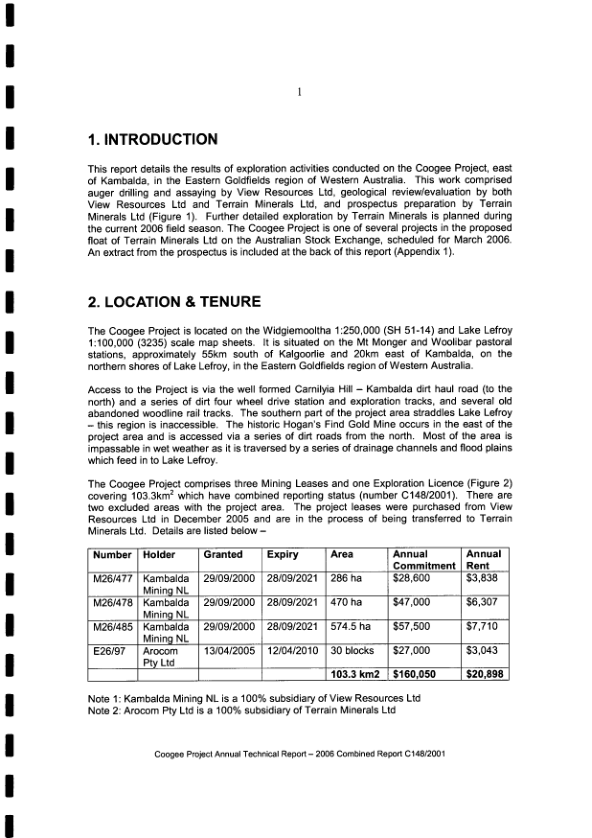 1
1. INTRODUCTION
This report details the results of exploration activities conducted on the Coogee Project, east
of Kambalda, in the Eastern Goldfields region of Western Australia. This work comprised
auger drilling and assaying by View Resources Ltd, geological review/evaluation by both
View Resources Ltd and Terrain Minerals Ltd, and prospectus preparation by Terrain
Minerals Ltd (Figure 1). Further detailed exploration by Terrain Minerals is planned during
the current 2006 field season. The Coogee Project is one of several projects in the proposed
float of Terrain Minerals Ltd on the Australian Stock Exchange, scheduled for March 2006.
An extract from the prospectus is included at the back of this report (Appendix 1).
2. LOCATION & TENURE
The Coogee Project is located on the Widgiemooltha 1:250,000 (SH 51-14) and Lake Lefroy
1:100,000 (3235) scale map sheets. It is situated on the Mt Monger and Woolibar pastoral
stations, approximately 55km south of Kalgoorlie and 20km east of Kambalda, on the
northern shores of Lake Lefroy, in the Eastern Goldfields region of Western Australia.
Access to the Project is via the well formed Carnilyia Hill – Kambalda dirt haul road (to the
north) and a series of dirt four wheel drive station and exploration tracks, and several old
abandoned woodline rail tracks. The southern part of the project area straddles Lake Lefroy
– this region is inaccessible. The historic Hogan's Find Gold Mine occurs in the east of the
project area and is accessed via a series of dirt roads from the north. Most of the area is
impassable in wet weather as it is traversed by a series of drainage channels and flood plains
which feed in to Lake Lefroy.
The Coogee Project comprises three Mining Leases and one Exploration Licence (Figure 2)
covering 103.3km² which have combined reporting status (number C148/2001). There are
two excluded areas with the project area. The project leases were purchased from View
Resources Ltd in December 2005 and are in the process of being transferred to Terrain
Minerals Ltd. Details are listed below –
Number Holder Granted Expiry Area Annual Commitment Annual Rent
M26/477 Kambalda Mining NL 29/09/2000 28/09/2021 286 ha $28,600 $3,838
M26/478 Kambalda Mining NL 29/09/2000 28/09/2021 470 ha $47,000 $6,307
M26/485 Kambalda Mining NL 29/09/2000 28/09/2021 574.5 ha $57,500 $7,710
E26/97 Arocom Pty Ltd 13/04/2005 12/04/2010 30 blocks $27,000 $3,043
103.3 km2 $160,050 $20,898
Note 1: Kambalda Mining NL is a 100% subsidiary of View Resources Ltd
Note 2: Arocom Pty Ltd is a 100% subsidiary of Terrain Minerals Ltd
Coogee Project Annual Technical Report – 2006 Combined Report C148/2001